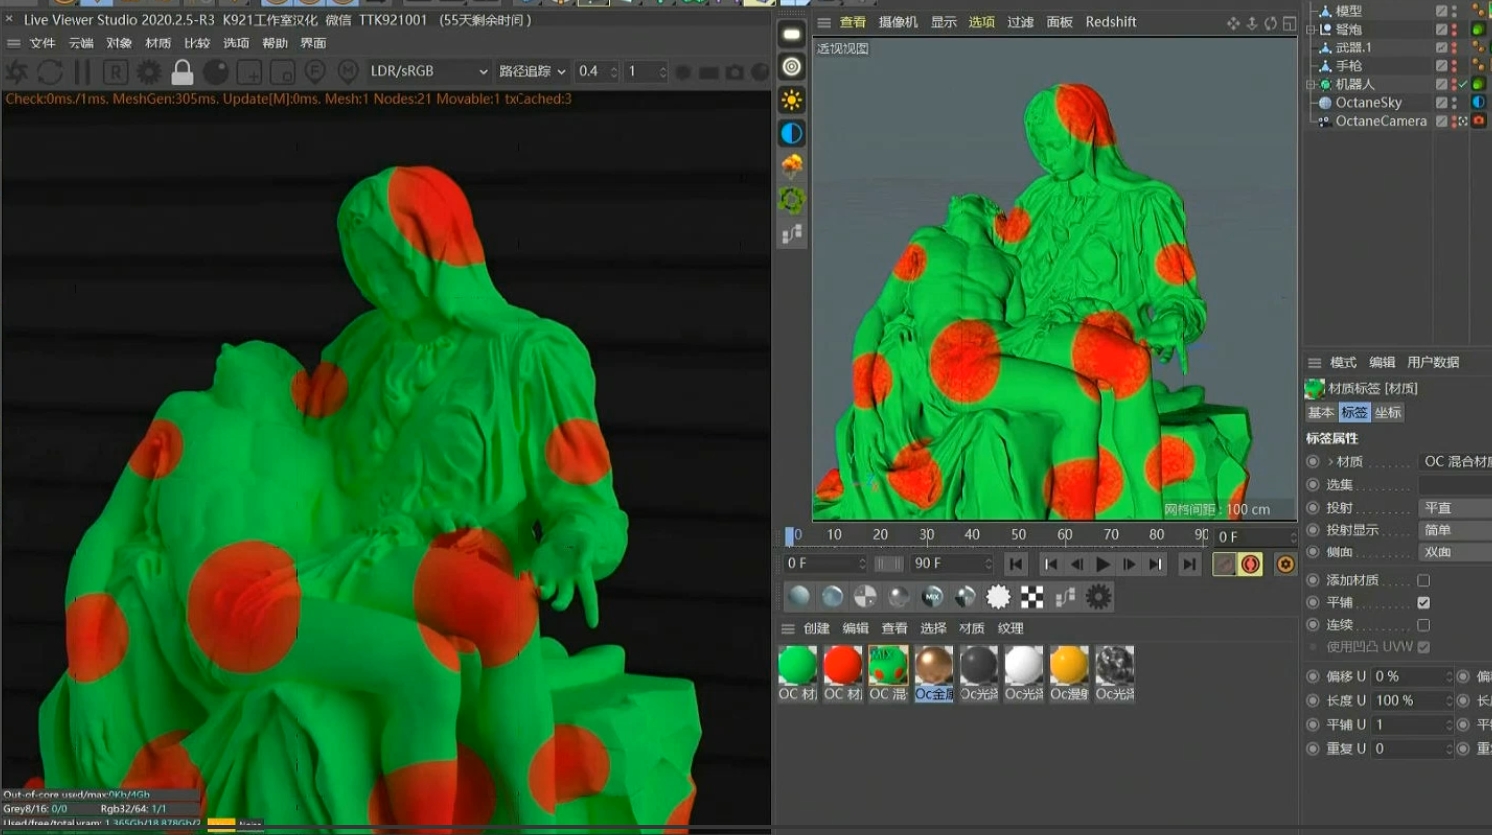 × Live Viewer Studio 2020.2.5-R3 K921工作室汉化 微信 TTK921001 (55天剩余时间)
文件 云端 对象 材质 比较 选项 帮助 界面
R F M LDR/sRGB 路径追踪 0.4 1
Check:0ms./1ms. MeshGen:305ms. Update[M]:0ms. Mesh:1 Nodes:21 Movable:1 txCached:3
Out-of-core used/max:0Kb/4Gb
Grey8/16: 0/0 Rgb32/64: 1/1
Used/free/total vram: 1.365Gb/18.878Gb/2
查看 摄像机 显示 选项 过滤 面板 Redshift
透视视图
网格间距 : 100 cm
0 10 20 30 40 50 60 70 80 90 0 F
0 F 90 F
MIX
创建 编辑 查看 选择 材质 纹理
MIX
OC 材 OC 材 OC 混 Oc金属 Oc光泽 Oc光泽 Oc漫射 Oc光泽
模型
弩炮
武器.1
手枪
机器人
OctaneSky
OctaneCamera
模式 编辑 用户数据
材质标签 [材质]
基本 标签 坐标
标签属性
材质 OC 混合材质
选集
投射 平直
投射显示 简单
侧面 双面
添加材质
平铺
连续
使用凹凸 UVW
偏移 U 0 % 偏
长度 U 100 % 长
平铺 U 1 平
重复 U 0 重